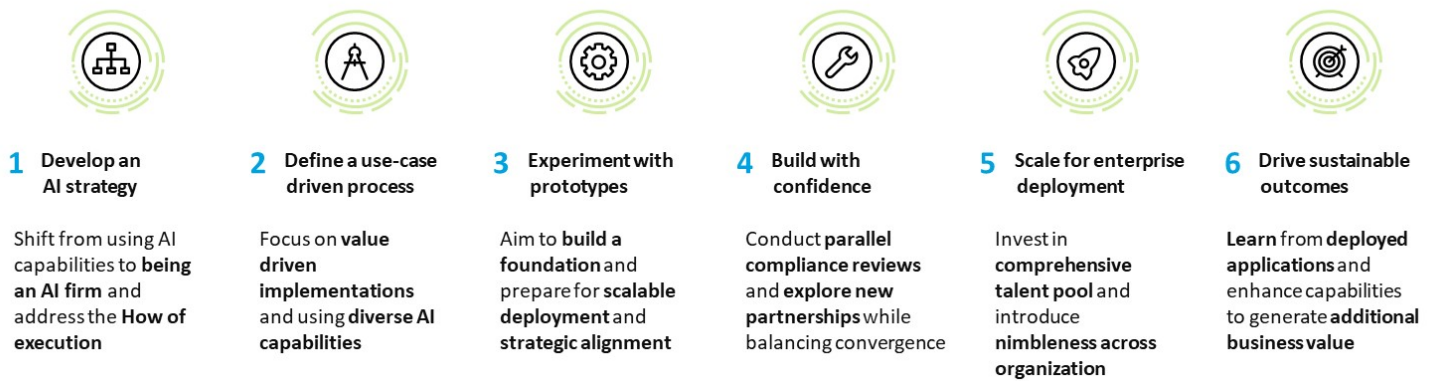 1 Develop an
AI strategy
Shift from using AI
capabilities to being
an AI firm and
address the How of
execution
2 Define a use-case
driven process
Focus on value
driven
implementations
and using diverse AI
capabilities
3 Experiment with
prototypes
Aim to build a
foundation and
prepare for scalable
deployment and
strategic alignment
4 Build with
confidence
Conduct parallel
compliance reviews
and explore new
partnerships while
balancing convergence
5 Scale for enterprise
deployment
Invest in
comprehensive
talent pool and
introduce
nimbleness across
organization
6 Drive sustainable
outcomes
Learn from deployed
applications and
enhance capabilities
to generate additional
business value